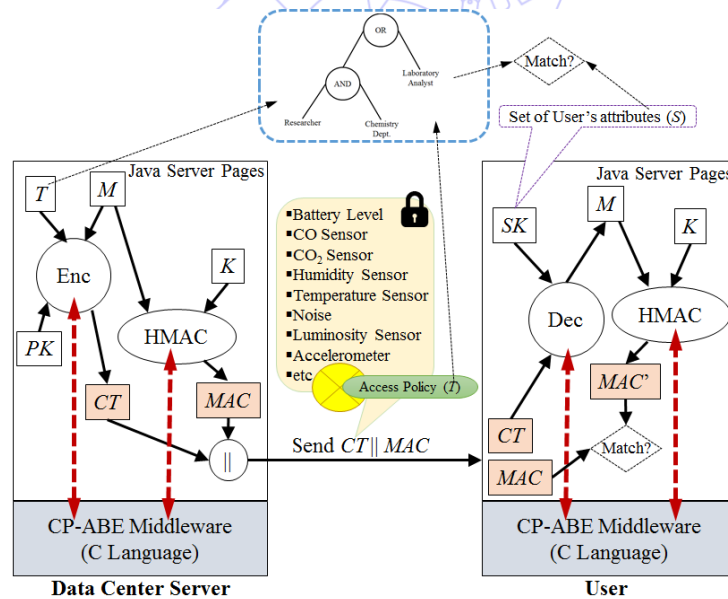 OR
AND
Laboratory
Analyst
Researcher
Chemistry
Dept.
Match?
Set of User's attributes (S)
Java Server Pages
T
M
Enc
K
PK
HMAC
CT
MAC
||
CP-ABE Middleware
(C Language)
Data Center Server
▪Battery Level
▪CO Sensor
▪CO₂ Sensor
▪Humidity Sensor
▪Temperature Sensor
▪Noise
▪Luminosity Sensor
▪Accelerometer
▪etc
Access Policy (T)
Send CT|| MAC
Java Server Pages
SK
M
K
Dec
HMAC
MAC'
CT
MAC
Match?
CP-ABE Middleware
(C Language)
User